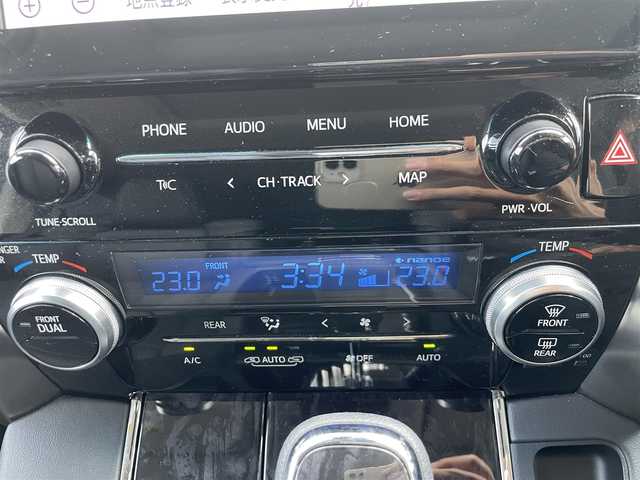 PHONE AUDIO MENU HOME
T&C CH·TRACK MAP
TUNE·SCROLL PWR·VOL
TEMP TEMP
FRONT nanoe
23.0 3:34 23.0
FRONT DUAL
FRONT
REAR
REAR
A/C AUTO OFF AUTO